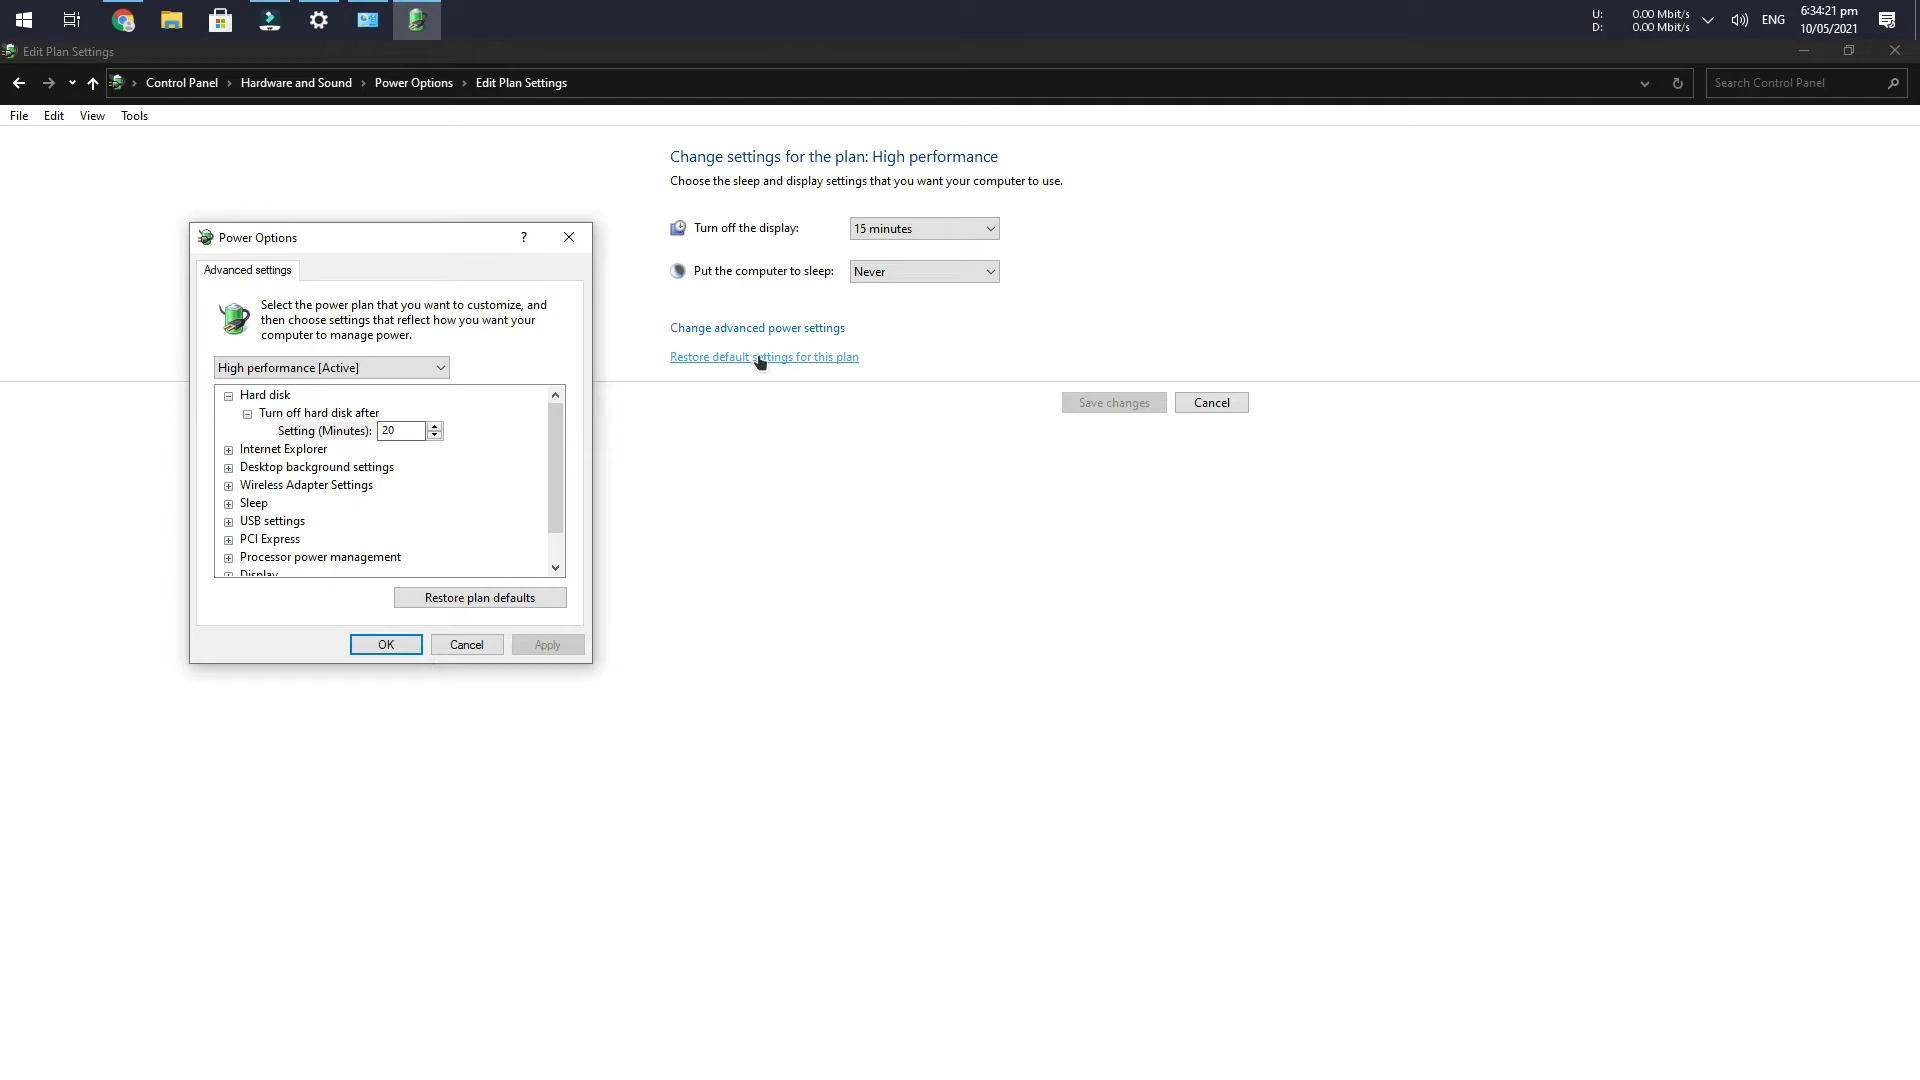 U: 0.00 Mbit/s
D: 0.00 Mbit/s
ENG
6:34:21 pm
10/05/2021
Edit Plan Settings
Control Panel > Hardware and Sound > Power Options > Edit Plan Settings
Search Control Panel
File Edit View Tools
Change settings for the plan: High performance
Choose the sleep and display settings that you want your computer to use.
Turn off the display: 15 minutes
Put the computer to sleep: Never
Change advanced power settings
Restore default settings for this plan
Save changes Cancel
Power Options
?
Advanced settings
Select the power plan that you want to customize, and
then choose settings that reflect how you want your
computer to manage power.
High performance [Active]
Hard disk
Turn off hard disk after
Setting (Minutes): 20
Internet Explorer
Desktop background settings
Wireless Adapter Settings
Sleep
USB settings
PCI Express
Processor power management
Display
Restore plan defaults
OK Cancel Apply